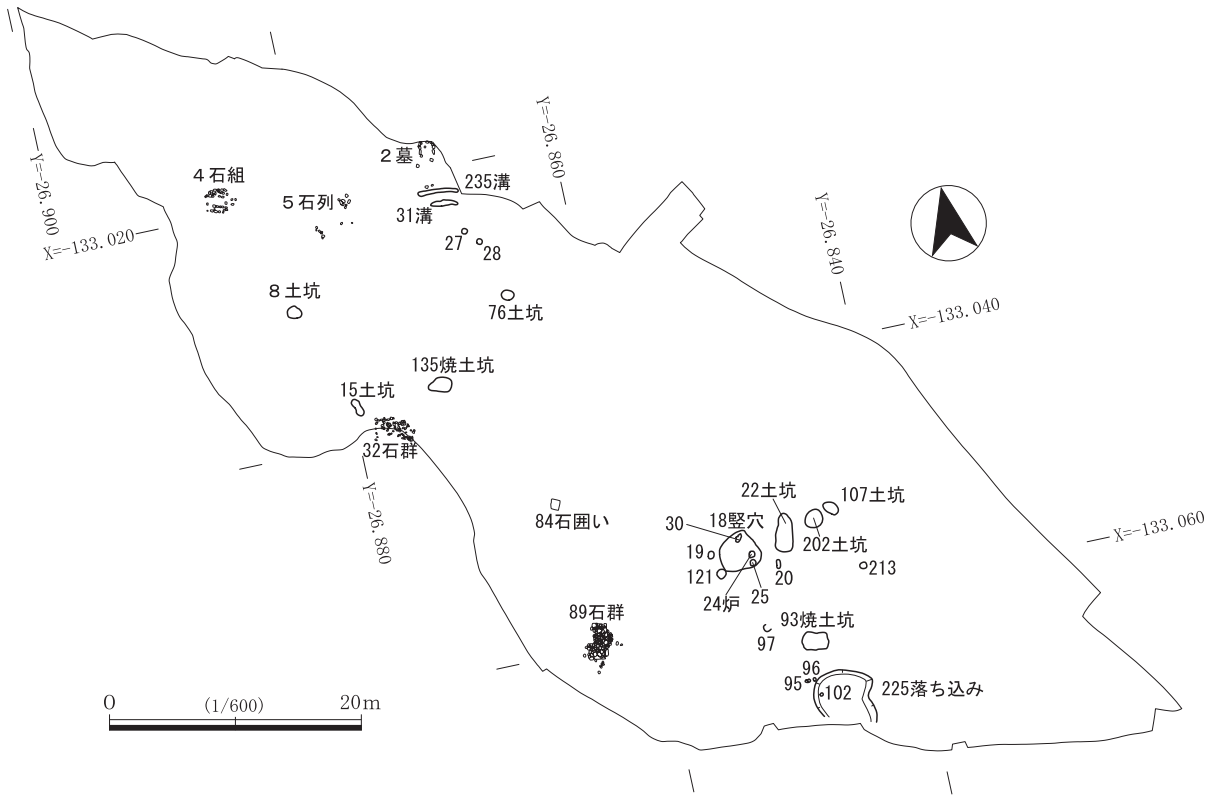 2墓
Y=-26.860
4石組
235溝
5石列
31溝
Y=-26.900
Y=-26.840
X=-133.020
27
28
8土坑
76土坑
X=-133.040
135焼土坑
15土坑
32石群
Y=-26.880
22土坑
107土坑
84石囲い
30
18竪穴
X=-133.060
202土坑
19
213
121
20
24炉
25
89石群
93焼土坑
97
96
95
102
225落ち込み
0
(1/600)
20m